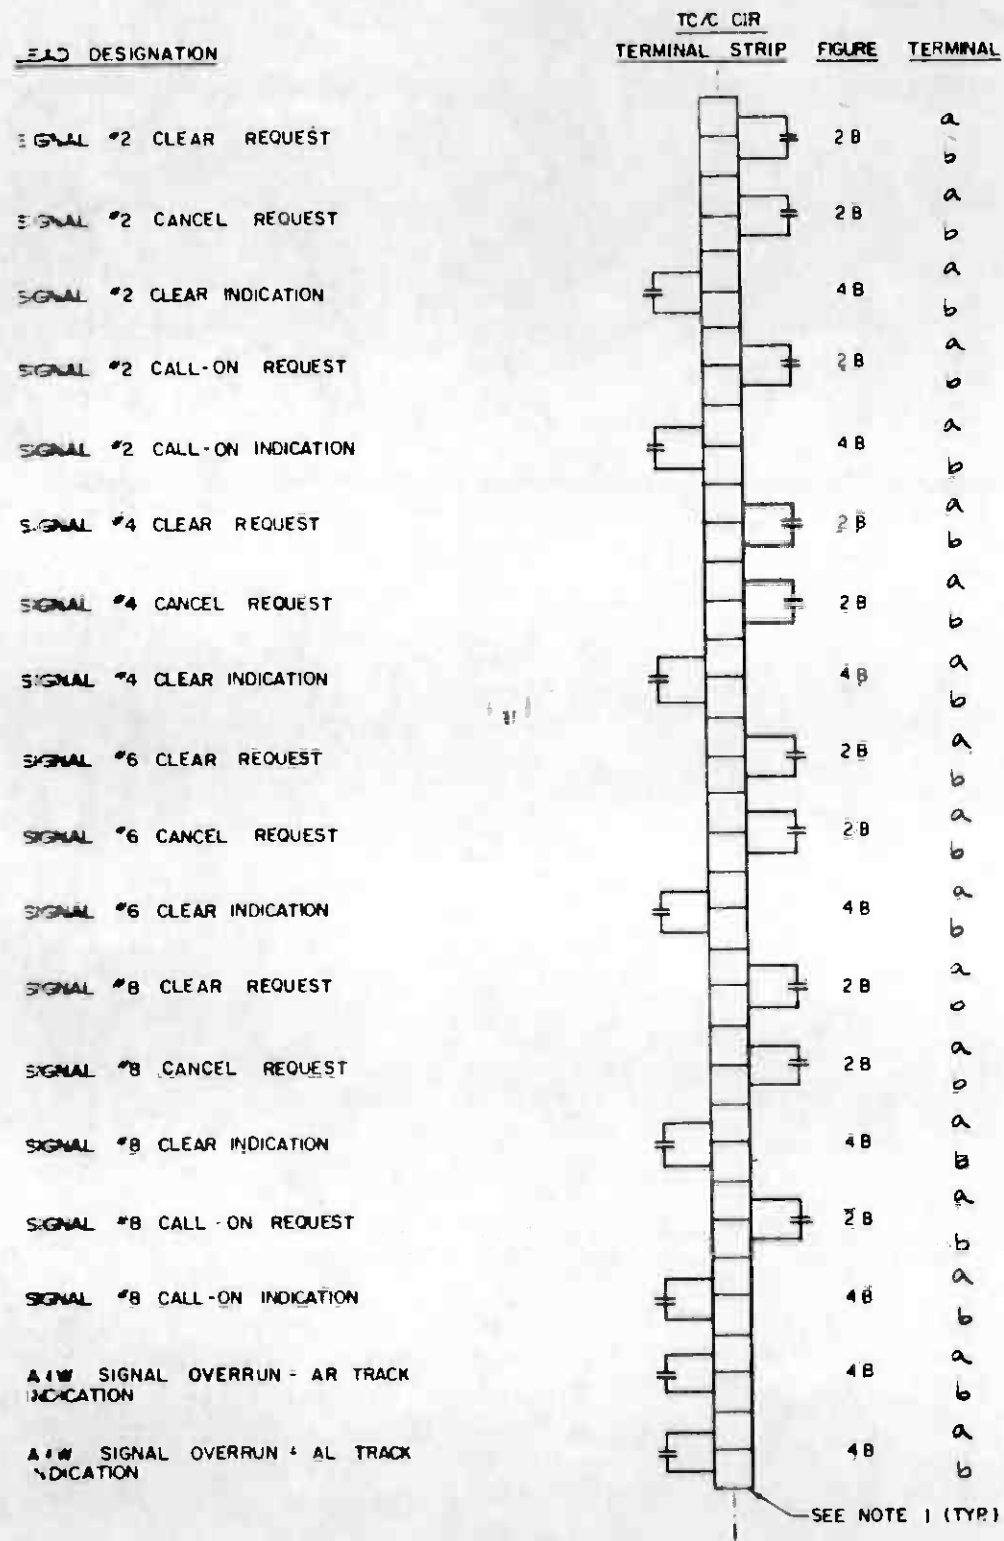 TC/C CIR
LEAD DESIGNATION TERMINAL STRIP FIGURE TERMINAL
a
SIGNAL #2 CLEAR REQUEST 2B
b
a
SIGNAL #2 CANCEL REQUEST 2B
b
a
SIGNAL #2 CLEAR INDICATION 4B
b
a
SIGNAL #2 CALL-ON REQUEST 2B
b
a
SIGNAL #2 CALL-ON INDICATION 4B
b
a
SIGNAL #4 CLEAR REQUEST 2B
b
a
SIGNAL #4 CANCEL REQUEST 2B
b
a
SIGNAL #4 CLEAR INDICATION 4B
b
a
SIGNAL #6 CLEAR REQUEST 2B
b
a
SIGNAL #6 CANCEL REQUEST 2B
b
a
SIGNAL #6 CLEAR INDICATION 4B
b
a
SIGNAL #8 CLEAR REQUEST 2B
b
a
SIGNAL #8 CANCEL REQUEST 2B
b
a
SIGNAL #8 CLEAR INDICATION 4B
B
a
SIGNAL #8 CALL-ON REQUEST 2B
b
a
SIGNAL #8 CALL-ON INDICATION 4B
b
a
SIGNAL OVERRUN - AR TRACK 4B
INDICATION
b
a
SIGNAL OVERRUN - AL TRACK 4B
INDICATION
b
SEE NOTE 1 (TYP.)